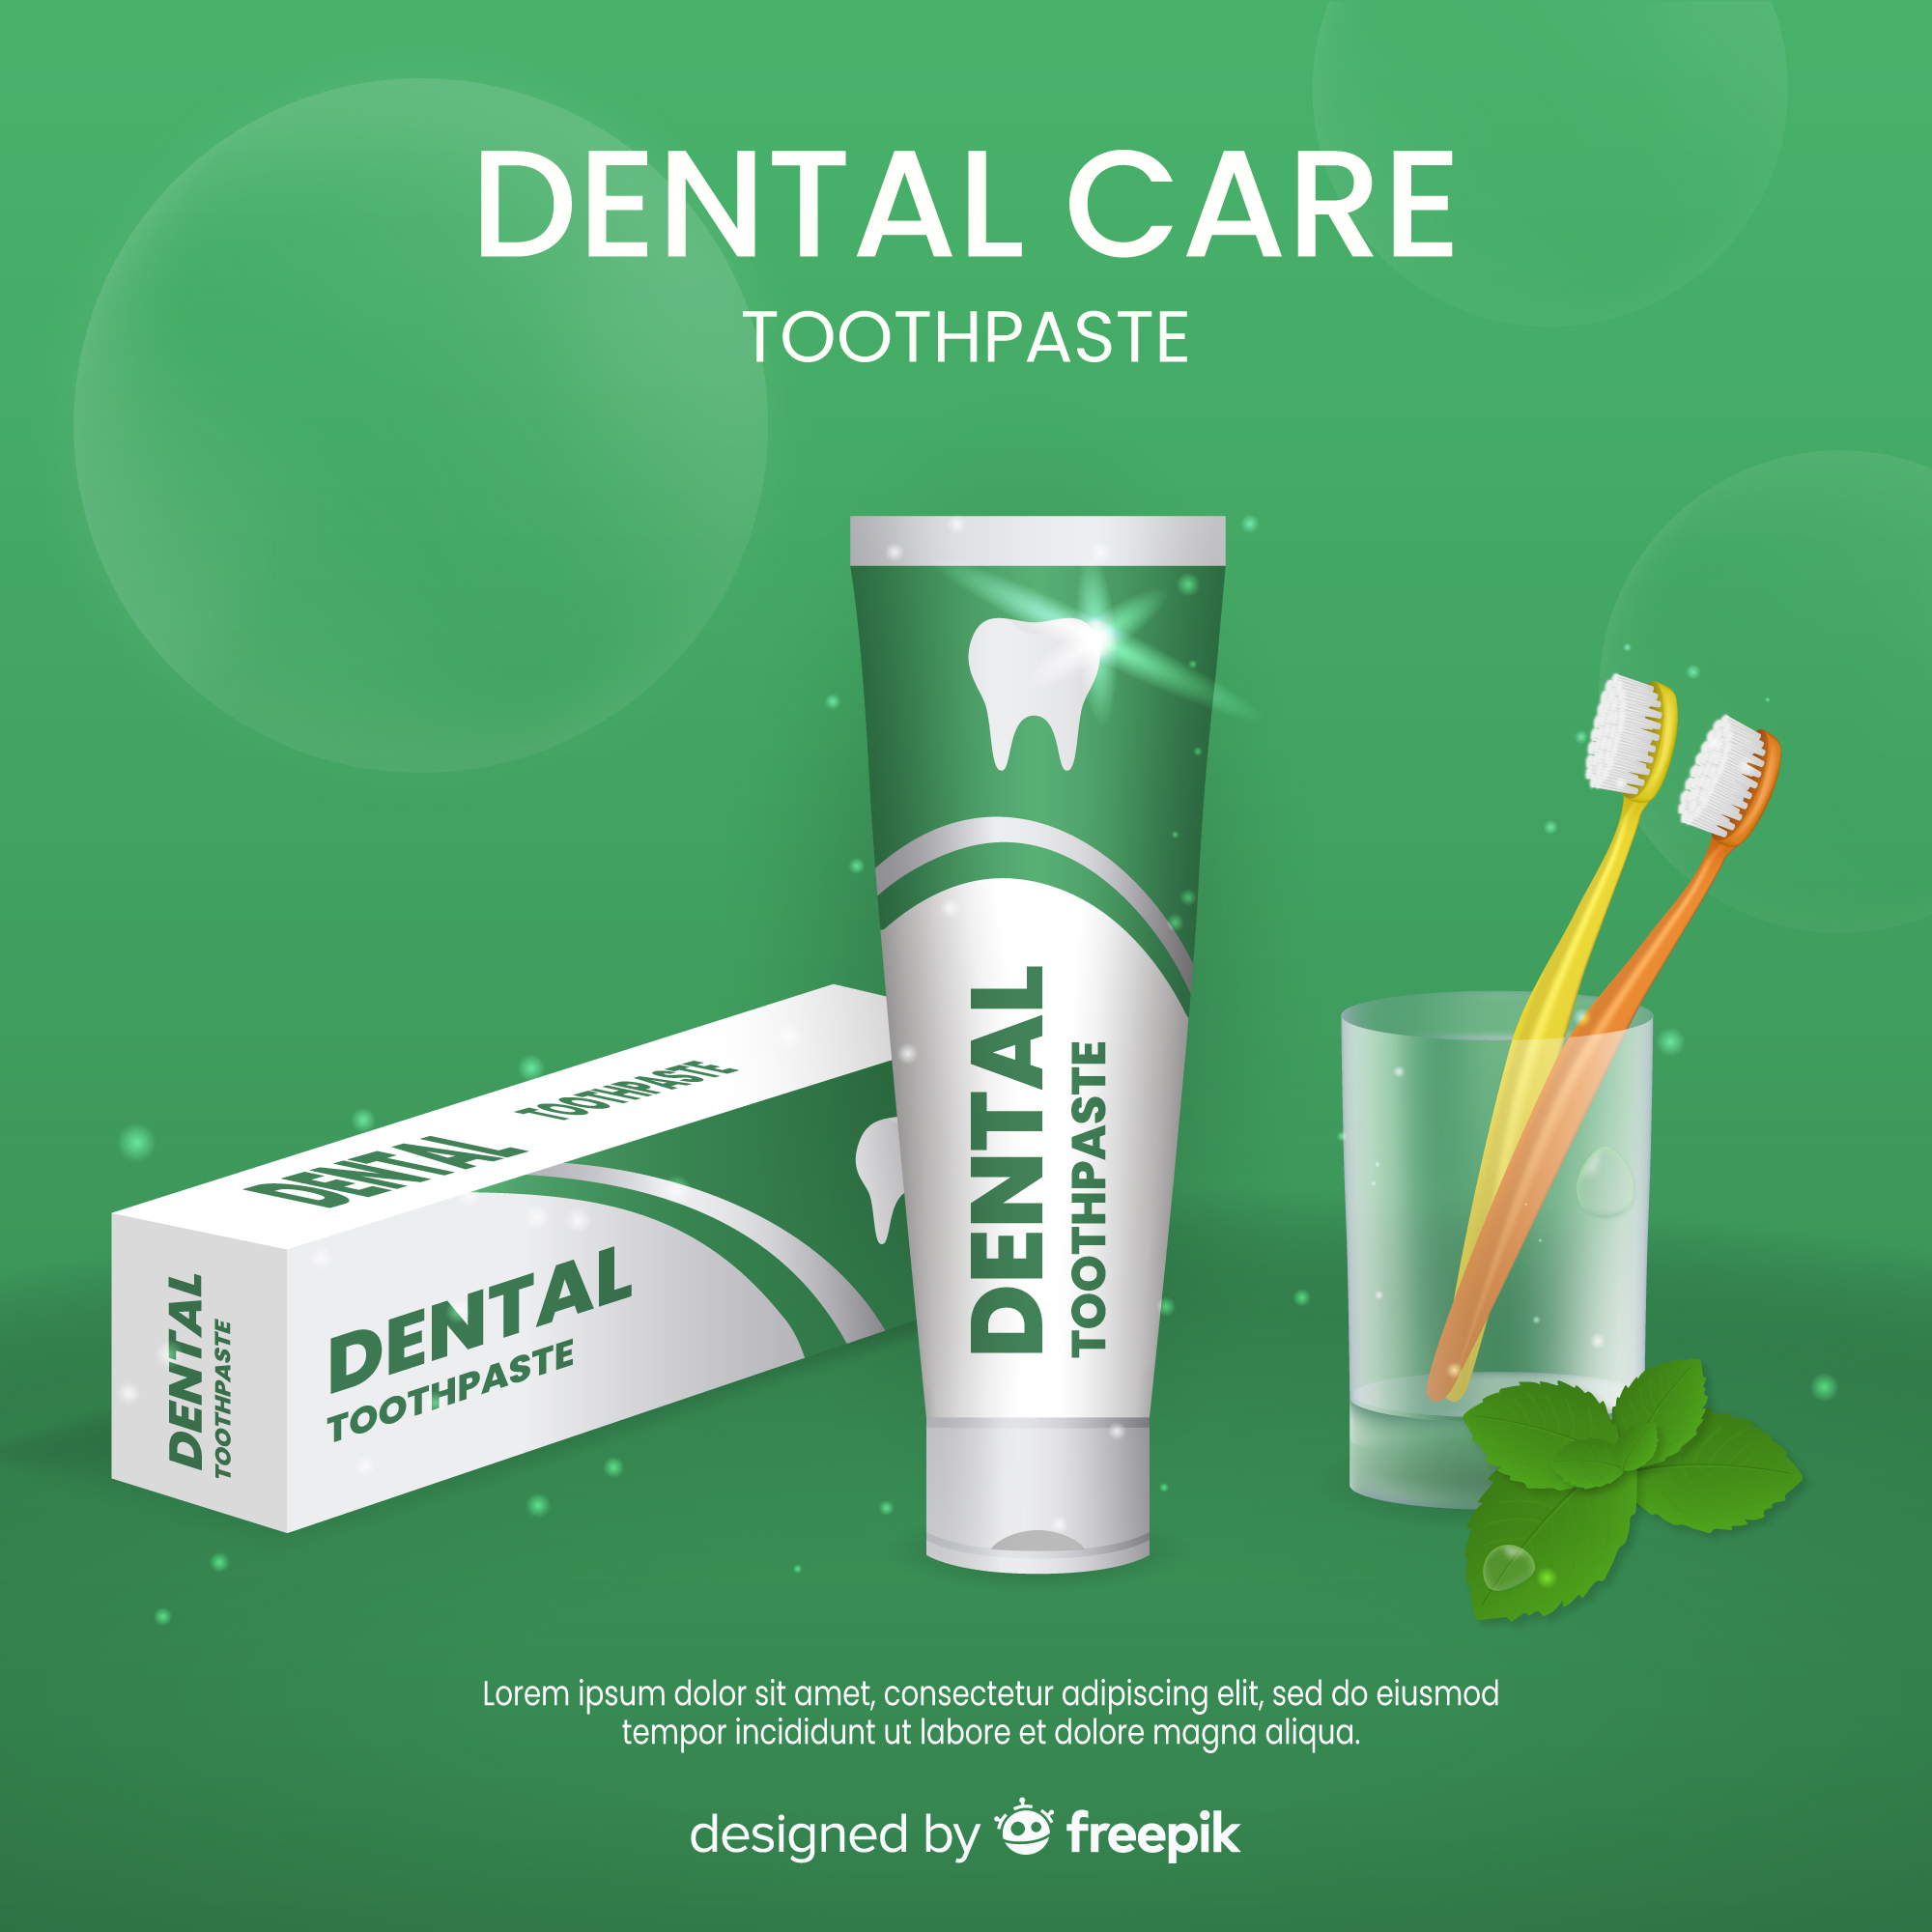 DENTAL CARE
TOOTHPASTE
DENTAL
TOOTHPASTE
DENTAL
TOOTHPASTE
DENTAL
TOOTHPASTE
DENTAL
TOOTHPASTE
Lorem ipsum dolor sit amet, consectetur adipiscing elit, sed do eiusmod
tempor incididunt ut labore et dolore magna aliqua.
designed by freepik